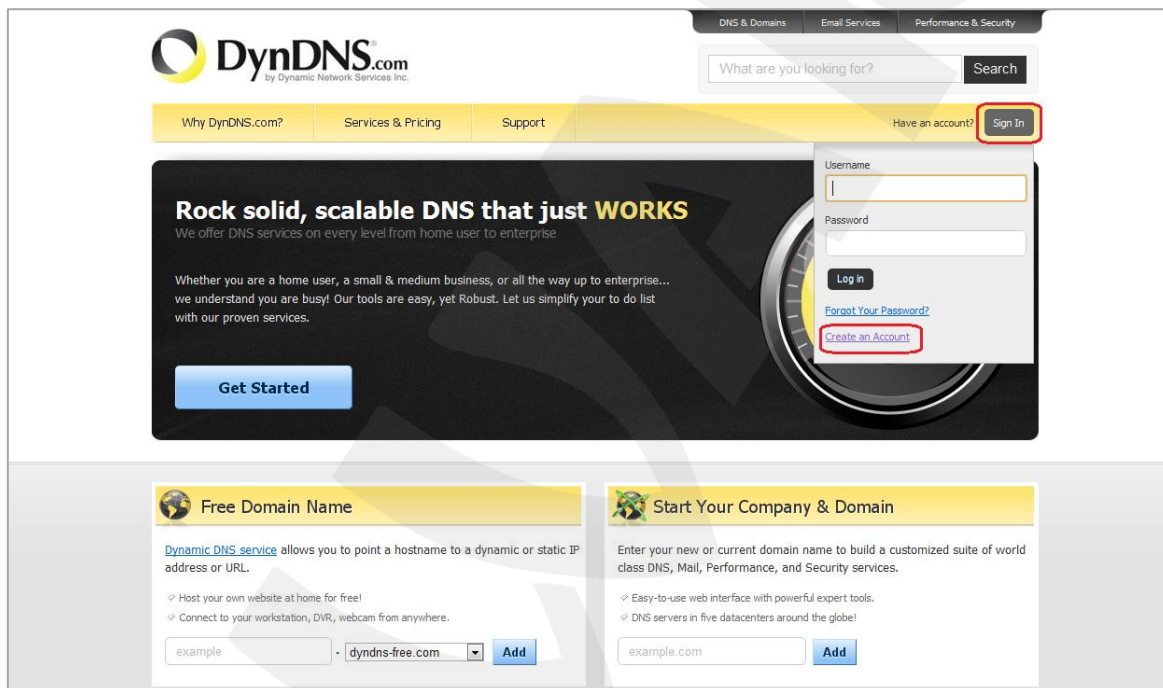 DNS & Domains Email Services Performance & Security
DynDNS.com
by Dynamic Network Services Inc.
What are you looking for? Search
Why DynDNS.com? Services & Pricing Support Have an account? Sign In
Username
Password
Log in
Forgot Your Password?
Create an Account
Rock solid, scalable DNS that just WORKS
We offer DNS services on every level from home user to enterprise
Whether you are a home user, a small & medium business, or all the way up to enterprise...
we understand you are busy! Our tools are easy, yet Robust. Let us simplify your to do list
with our proven services.
Get Started
Free Domain Name
Dynamic DNS service allows you to point a hostname to a dynamic or static IP
address or URL.
Host your own website at home for free!
Connect to your workstation, DVR, webcam from anywhere.
example - dyndns-free.com Add
Start Your Company & Domain
Enter your new or current domain name to build a customized suite of world
class DNS, Mail, Performance, and Security services.
Easy-to-use web interface with powerful expert tools.
DNS servers in five datacenters around the globe!
example.com Add